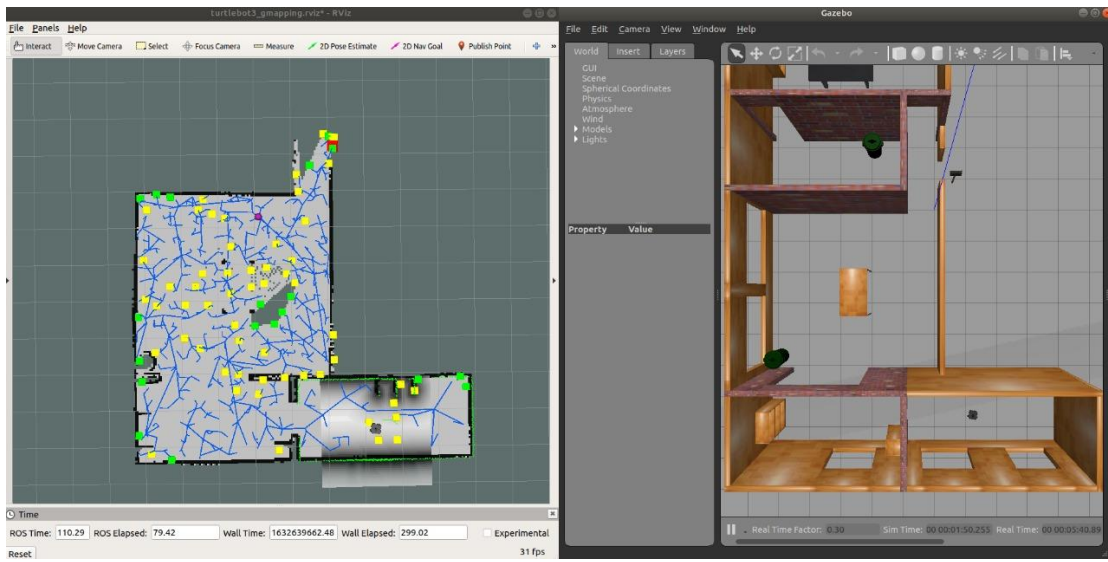 turtlebot3_gmapping.rviz* - RViz
File Panels Help
Interact Move Camera Select Focus Camera Measure 2D Pose Estimate 2D Nav Goal Publish Point »
Time
ROS Time: 110.29 ROS Elapsed: 79.42 Wall Time: 1632639662.48 Wall Elapsed: 299.02 Experimental
Reset 31 fps
Gazebo
File Edit Camera View Window Help
World Insert Layers
GUI
Scene
Spherical Coordinates
Physics
Atmosphere
Wind
Models
Lights
Property Value
Real Time Factor: 0.30 Sim Time: 00 00:01:50.255 Real Time: 00 00:05:40.89